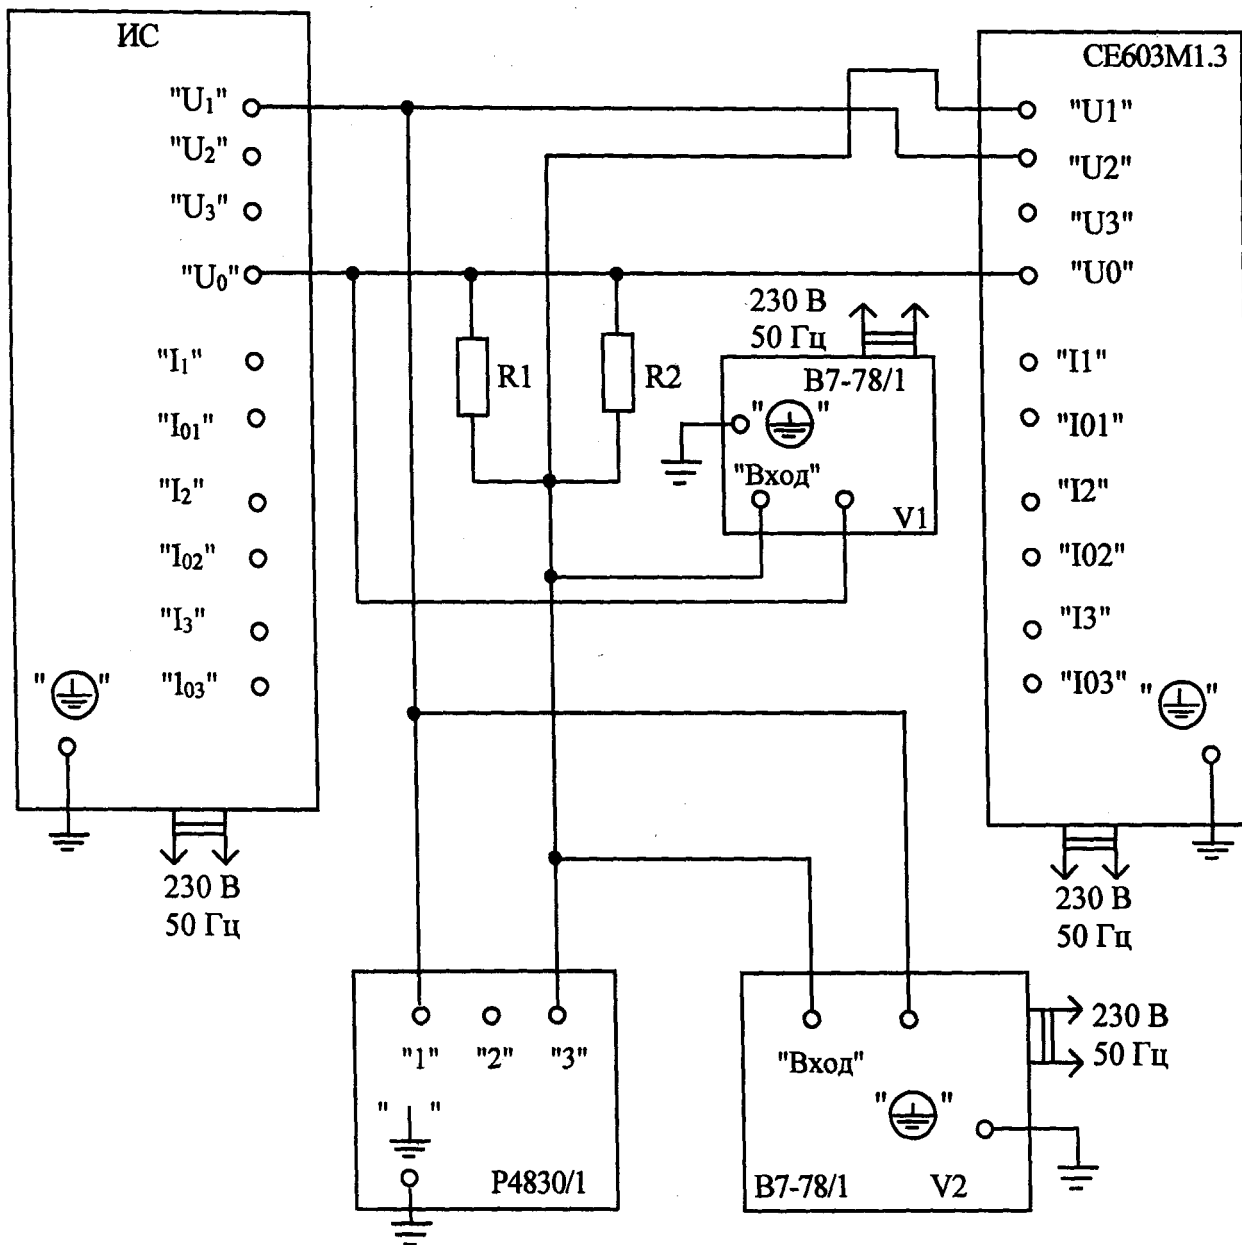 ИС
"U₁"
"U₂"
"U₃"
"U₀"
"I₁"
"I₀₁"
"I₂"
"I₀₂"
"I₃"
"I₀₃"
" "
230 В
50 Гц
R1
R2
230 В
50 Гц
В7-78/1
" "
"Вход"
V1
СЕ603М1.3
"U1"
"U2"
"U3"
"U0"
"I1"
"I01"
"I2"
"I02"
"I3"
"I03"
" "
230 В
50 Гц
"1" "2" "3"
" "
Р4830/1
"Вход"
" "
В7-78/1 V2
230 В
50 Гц